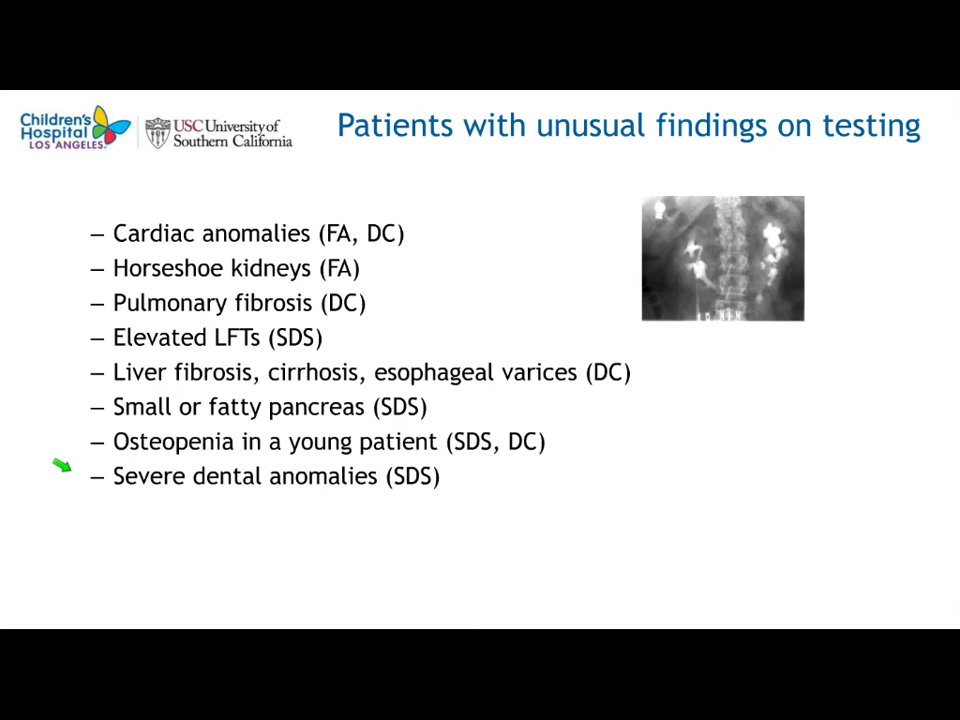 Children's
Hospital
LOS ANGELES
USC University of
Southern California
Patients with unusual findings on testing
– Cardiac anomalies (FA, DC)
– Horseshoe kidneys (FA)
– Pulmonary fibrosis (DC)
– Elevated LFTs (SDS)
– Liver fibrosis, cirrhosis, esophageal varices (DC)
– Small or fatty pancreas (SDS)
– Osteopenia in a young patient (SDS, DC)
– Severe dental anomalies (SDS)